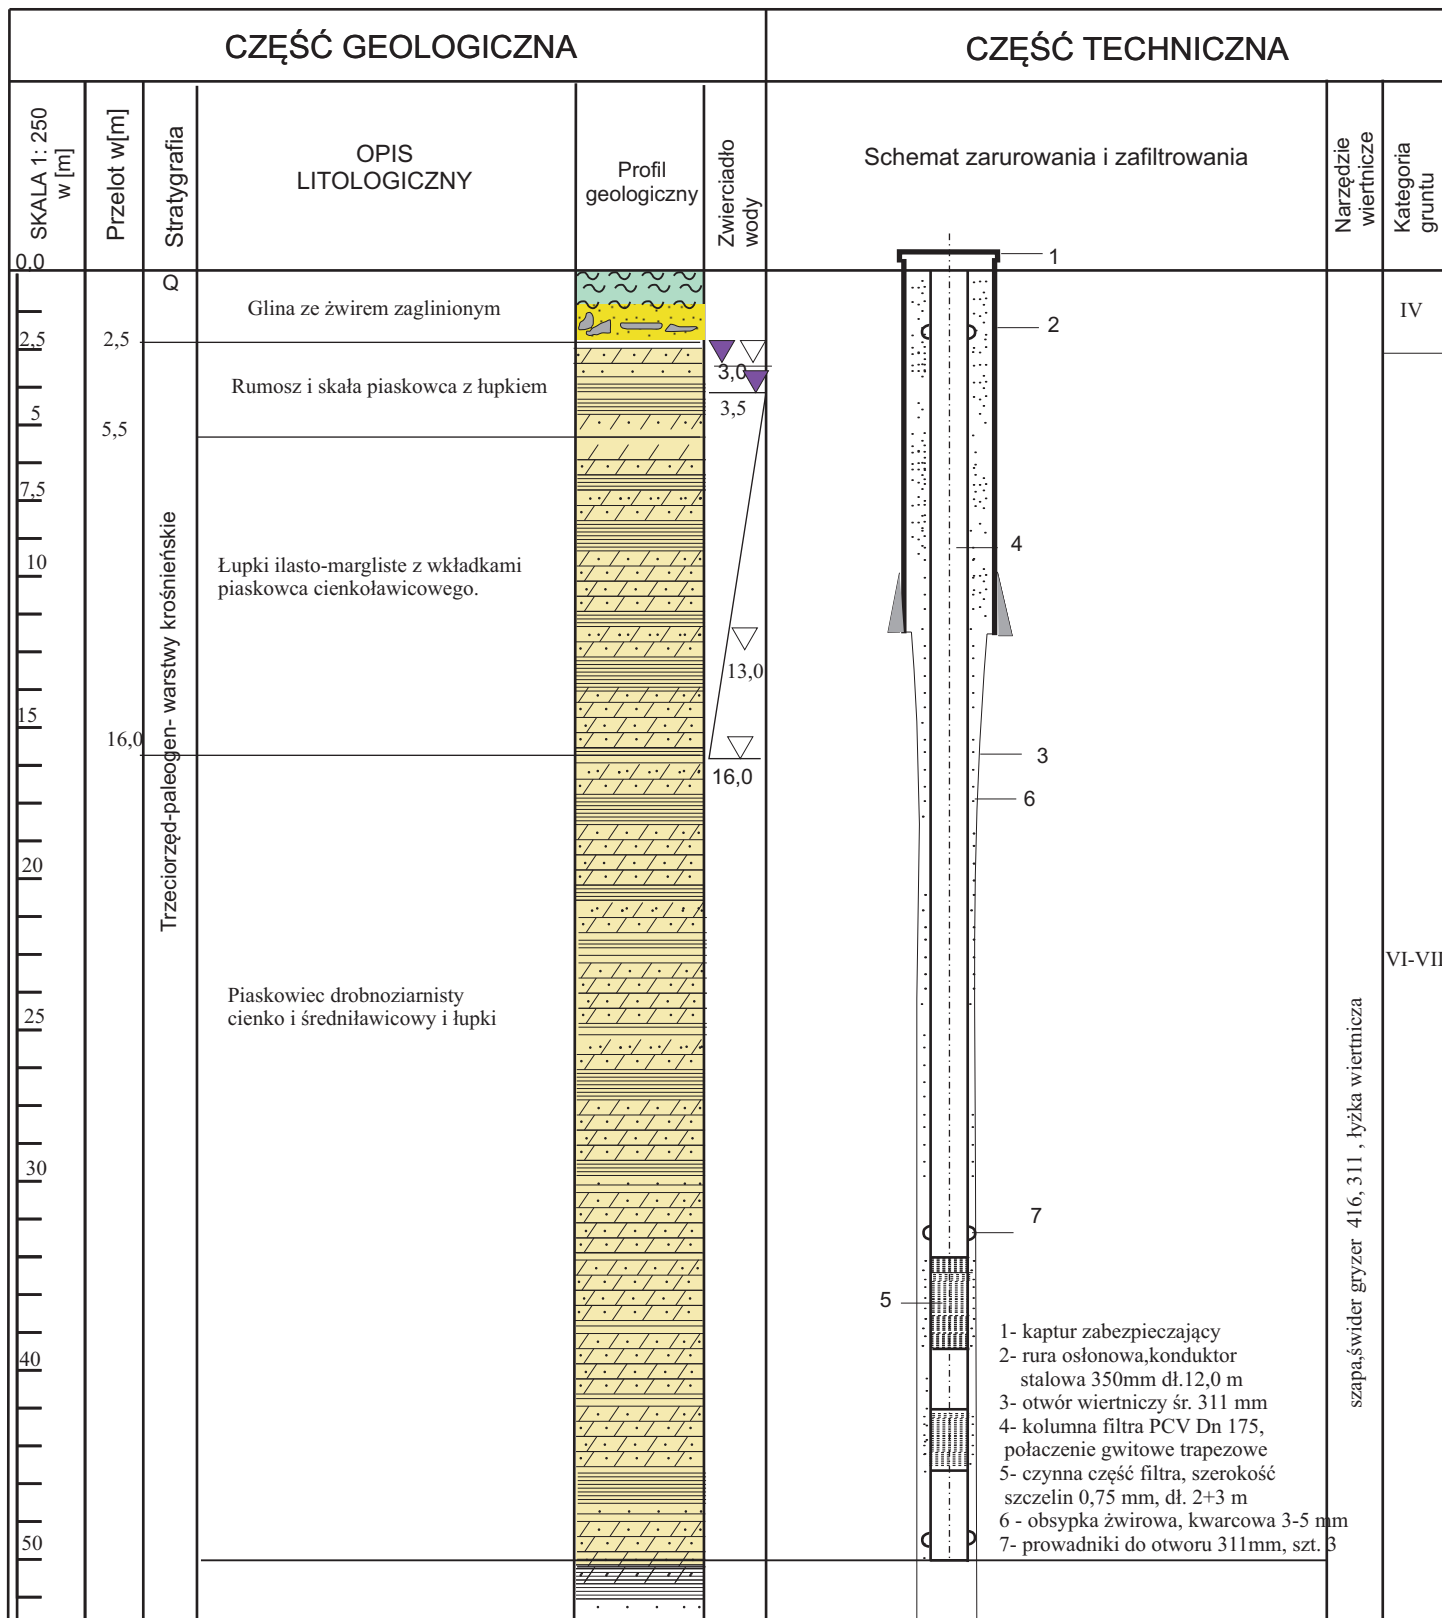 CZĘŚĆ GEOLOGICZNA
CZĘŚĆ TECHNICZNA
SKALA 1: 250
w [m]
Przelot w[m]
Stratygrafia
OPIS
LITOLOGICZNY
Profil
geologiczny
Zwierciadło
wody
Schemat zarurowania i zafiltrowania
Narzędzie
wiertnicze
Kategoria
gruntu
0.0
2,5
5
7,5
10
15
20
25
30
40
50
2,5
5,5
16,0
Q
Trzeciorzęd-paleogen- warstwy krośnieńskie
Glina ze żwirem zaglinionym
Rumosz i skała piaskowca z łupkiem
Łupki ilasto-margliste z wkładkami
piaskowca cienkoławicowego.
Piaskowiec drobnoziarnisty
cienko i średniławicowy i łupki
3,0
3,5
13,0
16,0
1
2
4
3
6
7
5
1- kaptur zabezpieczający
2- rura osłonowa,konduktor
stalowa 350mm dł.12,0 m
3- otwór wiertniczy śr. 311 mm
4- kolumna filtra PCV Dn 175,
połaczenie gwitowe trapezowe
5- czynna część filtra, szerokość
szczelin 0,75 mm, dł. 2+3 m
6 - obsypka żwirowa, kwarcowa 3-5 mm
7- prowadniki do otworu 311mm, szt. 3
szapa,świder gryzer 416, 311 , łyżka wiertnicza
IV
VI-VII